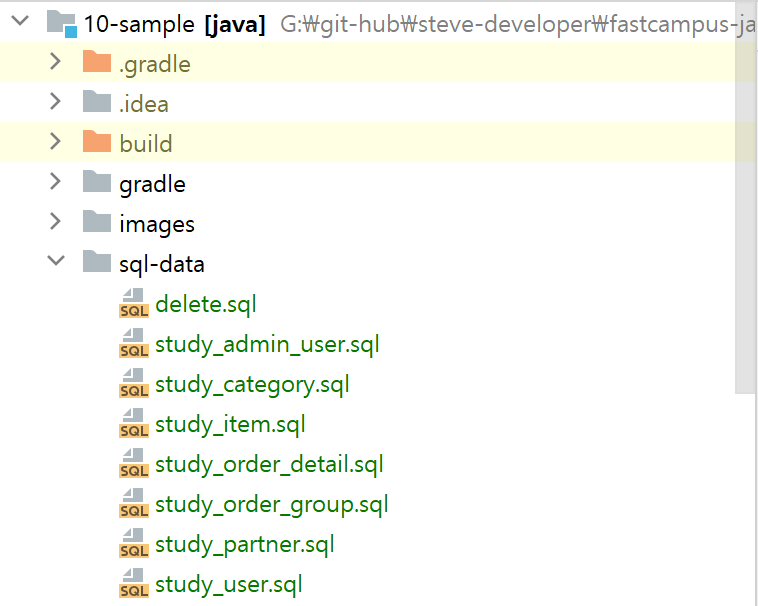 10-sample [java] G:₩git-hub₩steve-developer₩fastcampus-ja
.gradle
.idea
build
gradle
images
sql-data
SQL delete.sql
SQL study_admin_user.sql
SQL study_category.sql
SQL study_item.sql
SQL study_order_detail.sql
SQL study_order_group.sql
SQL study_partner.sql
SQL study_user.sql